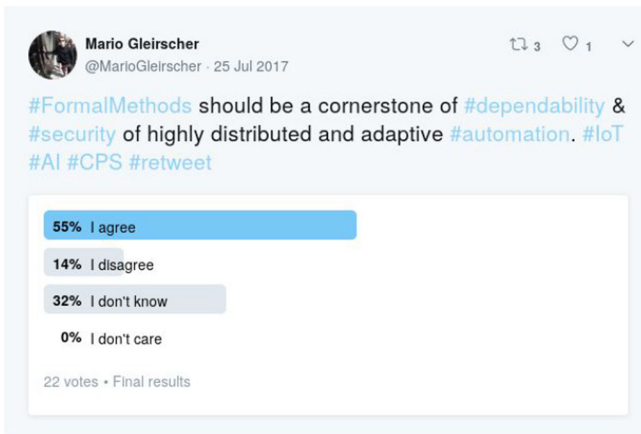 Mario Gleirscher
@MarioGleirscher · 25 Jul 2017
3
1
#FormalMethods should be a cornerstone of #dependability &
#security of highly distributed and adaptive #automation. #IoT
#AI #CPS #retweet
55% I agree
14% I disagree
32% I don't know
0% I don't care
22 votes • Final results